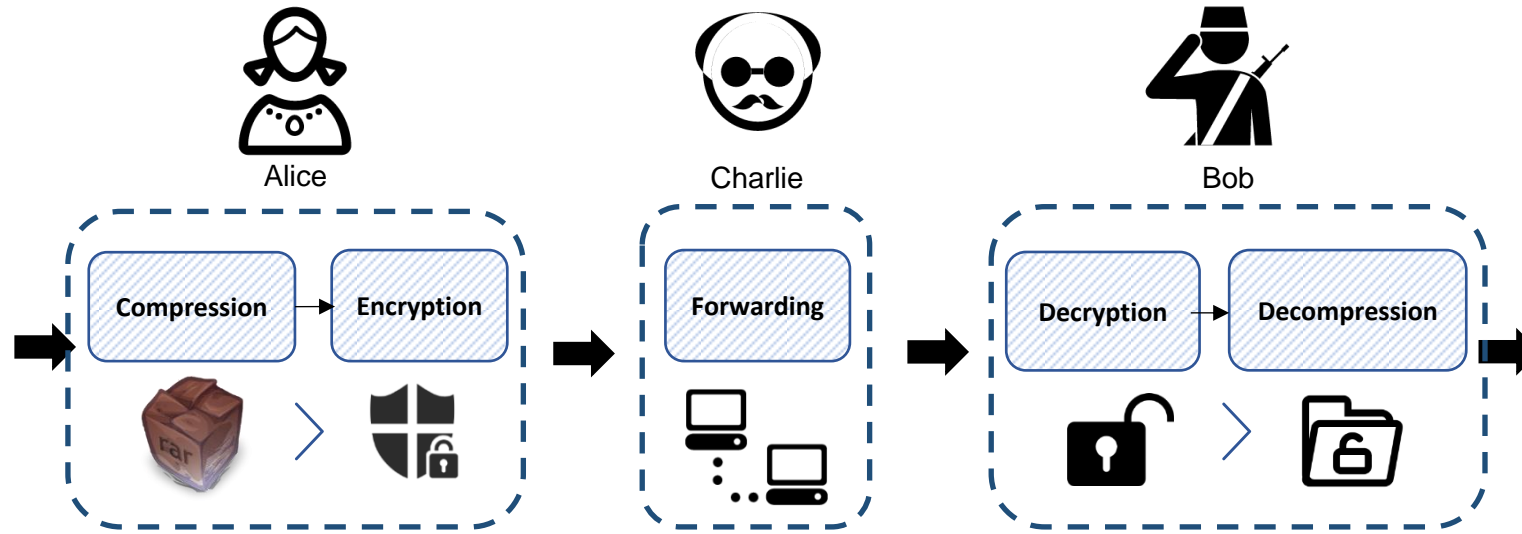 Alice
Charlie
Bob
Compression
Encryption
Forwarding
Decryption
Decompression
rar